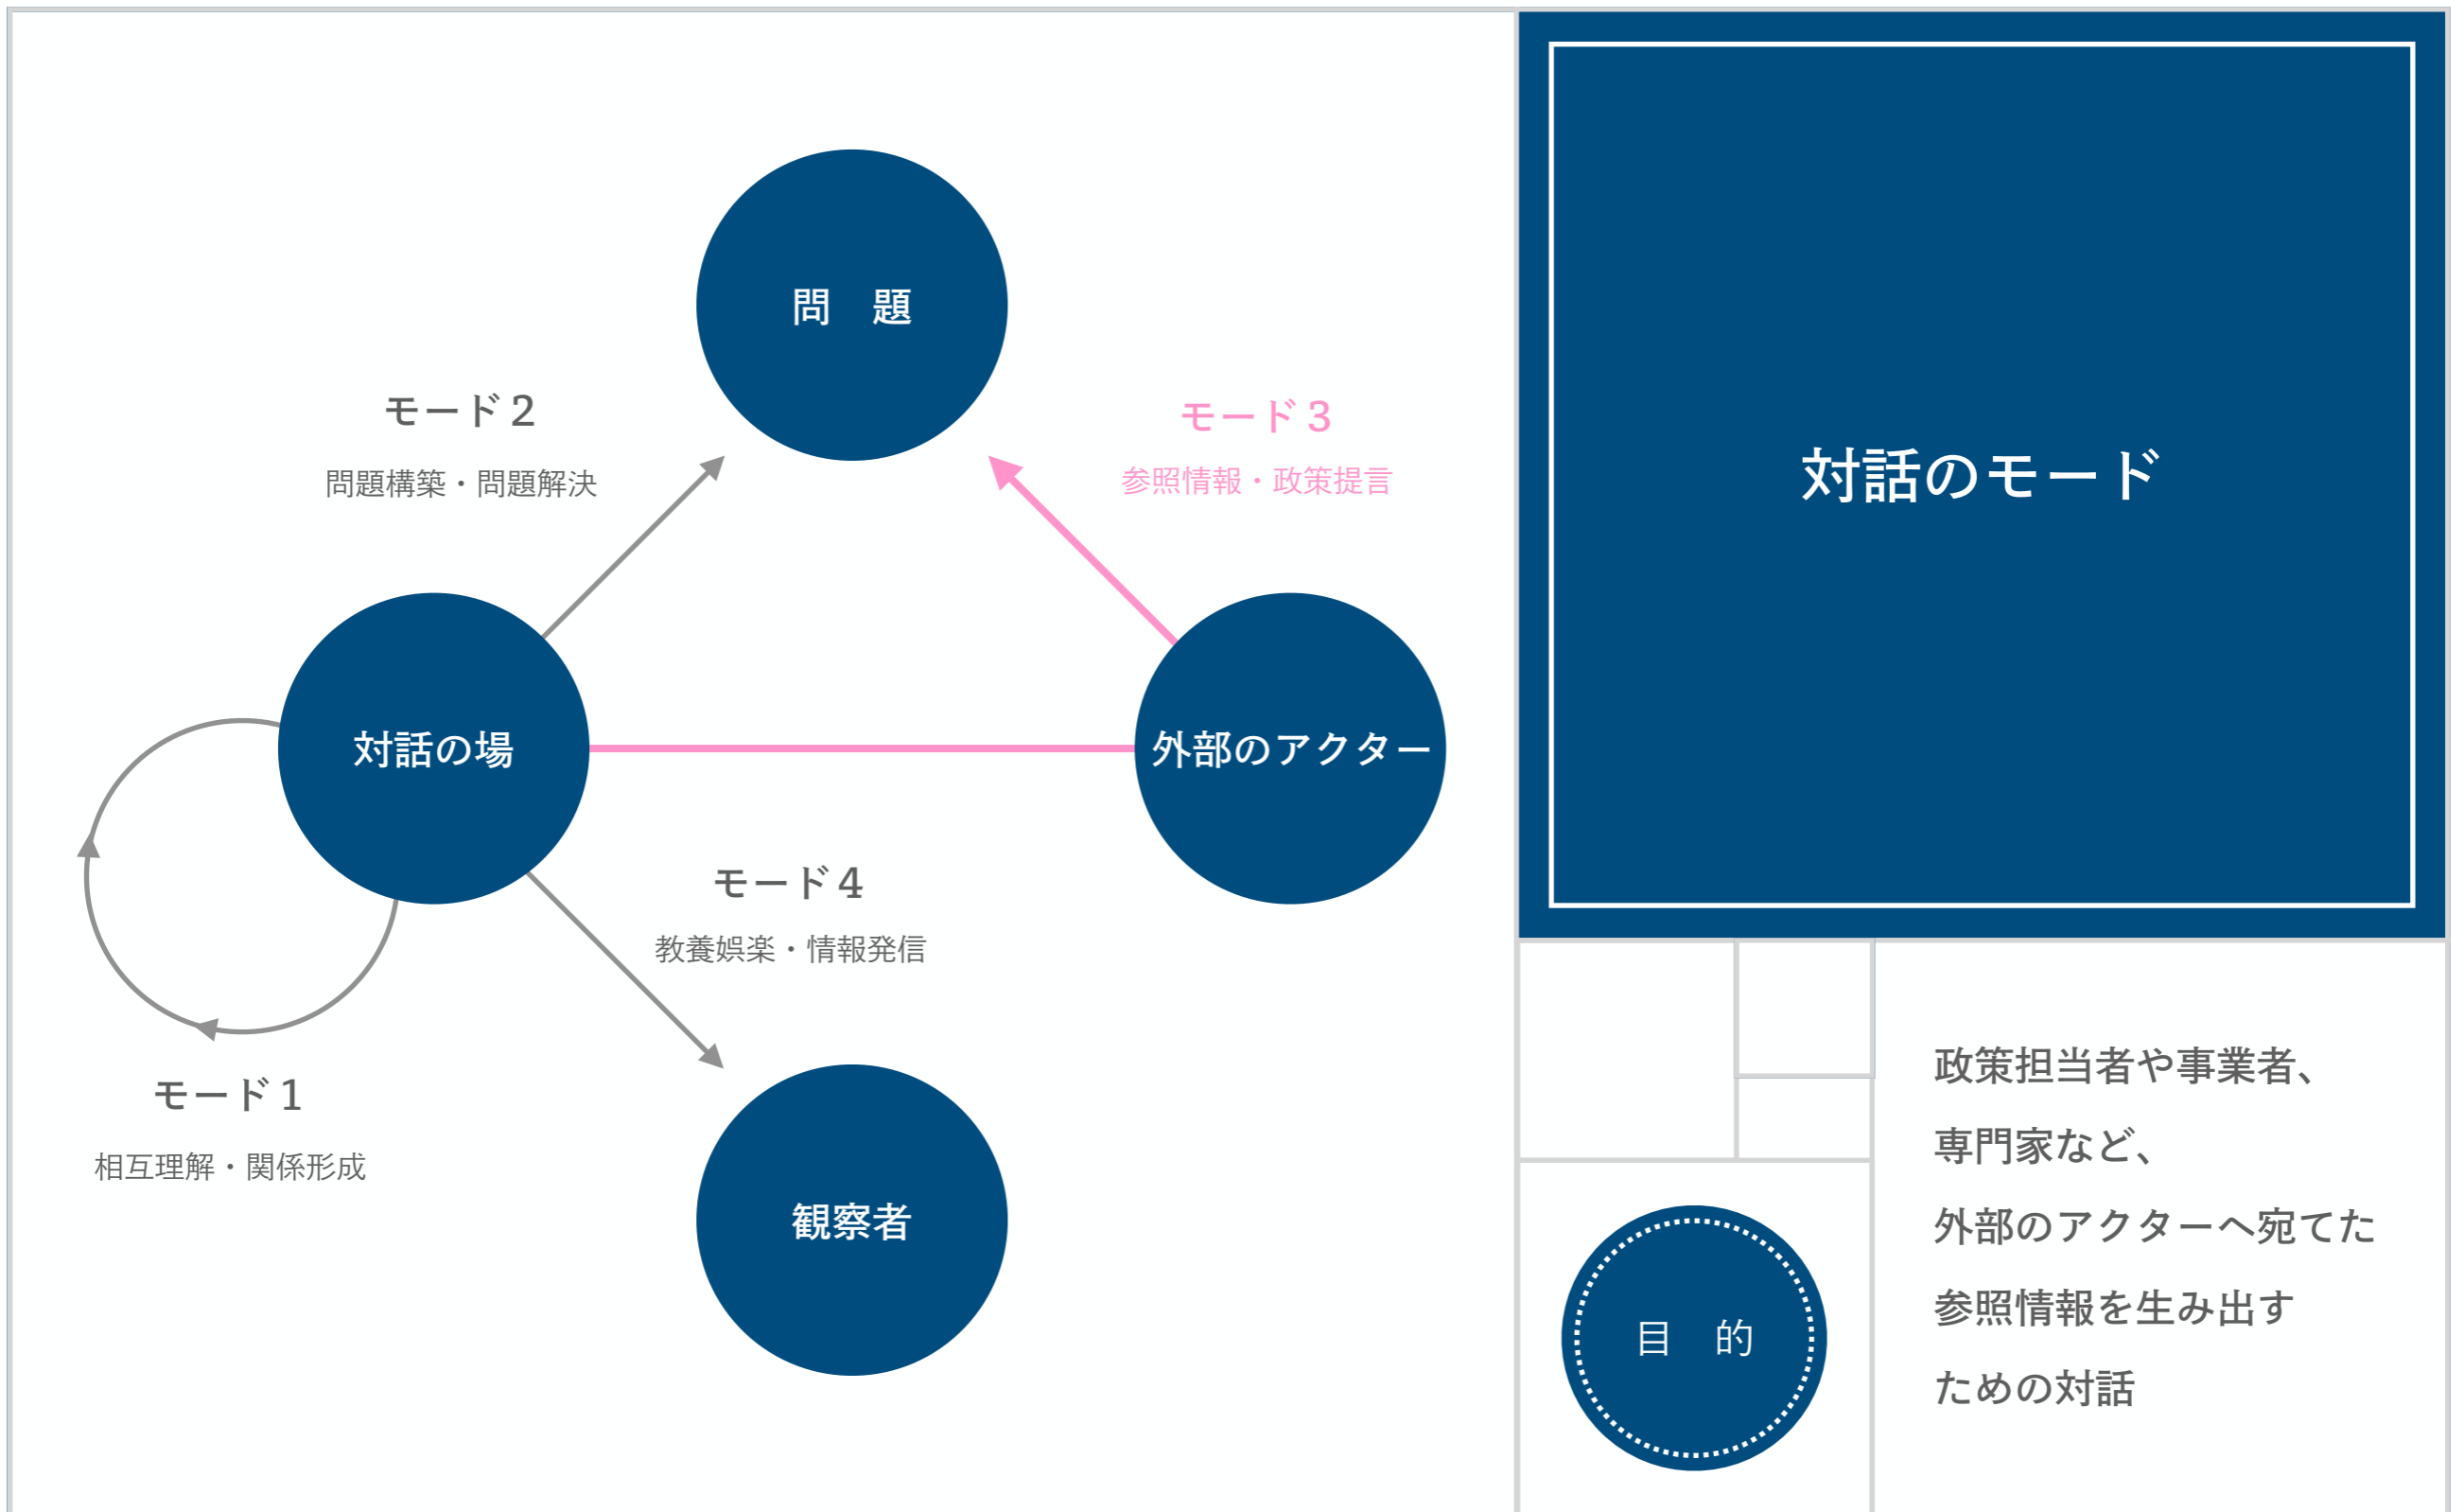 問　題
モード２
問題構築・問題解決
モード３
参照情報・政策提言
対話の場
外部のアクター
モード４
教養娯楽・情報発信
モード１
相互理解・関係形成
観察者
対話のモード
目　的
政策担当者や事業者、
専門家など、
外部のアクターへ宛てた
参照情報を生み出す
ための対話